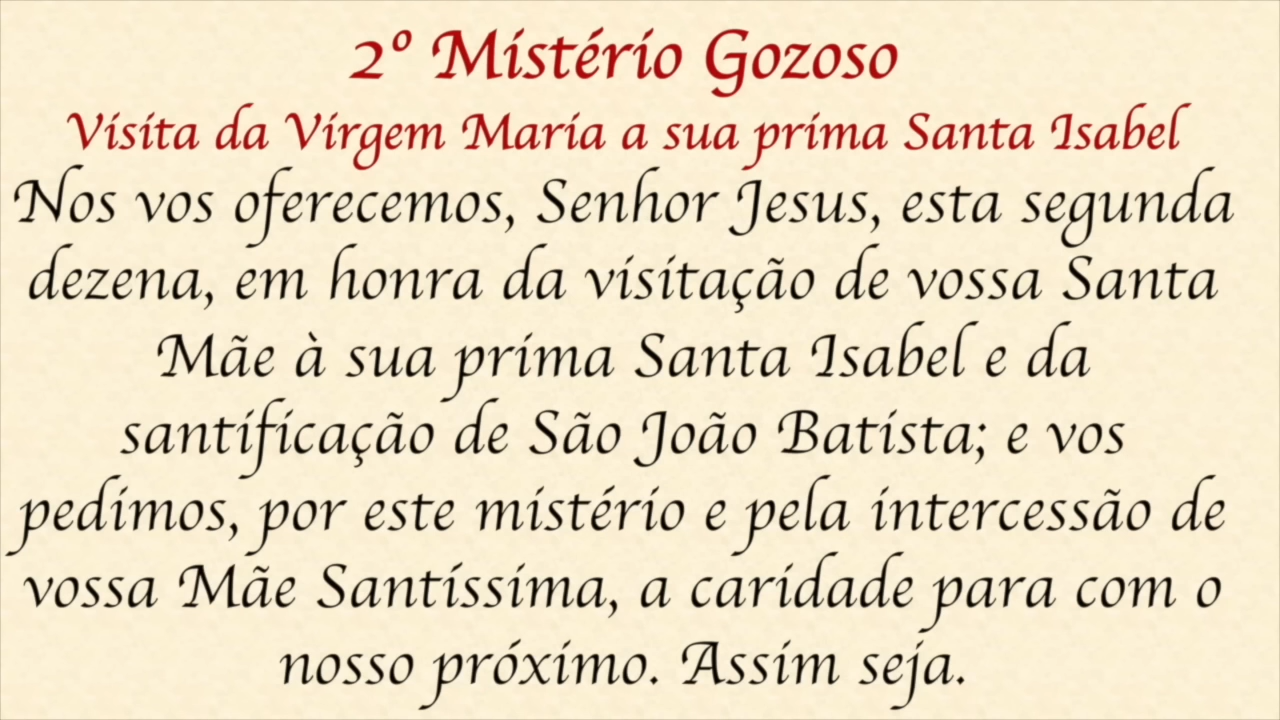 2º Mistério Gozoso
Visita da Virgem Maria a sua prima Santa Isabel
Nos vos oferecemos, Senhor Jesus, esta segunda
dezena, em honra da visitação de vossa Santa
Mãe à sua prima Santa Isabel e da
santificação de São João Batista; e vos
pedimos, por este mistério e pela intercessão de
vossa Mãe Santíssima, a caridade para com o
nosso próximo. Assim seja.